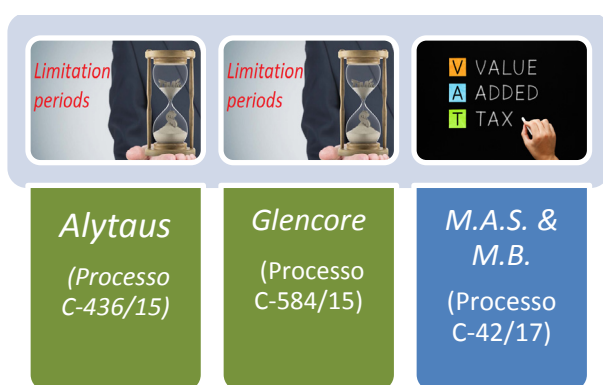 Limitation
periods
Limitation
periods
V VALUE
A ADDED
T TAX
Alytaus
(Processo
C-436/15)
Glencore
(Processo
C-584/15)
M.A.S. &
M.B.
(Processo
C-42/17)